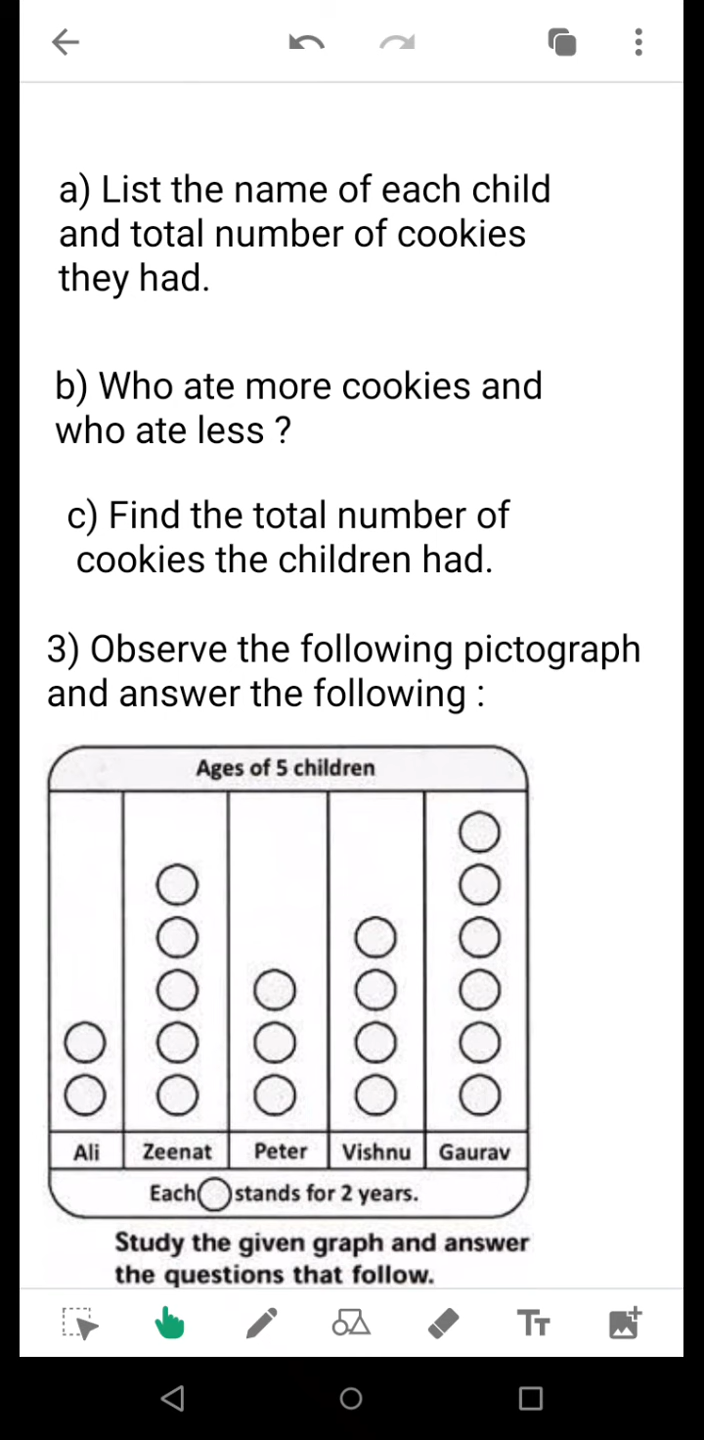 a) List the name of each child
and total number of cookies
they had.
b) Who ate more cookies and
who ate less ?
c) Find the total number of
cookies the children had.
3) Observe the following pictograph
and answer the following :
Ages of 5 children
Ali Zeenat Peter Vishnu Gaurav
Each stands for 2 years.
Study the given graph and answer
the questions that follow.
TT